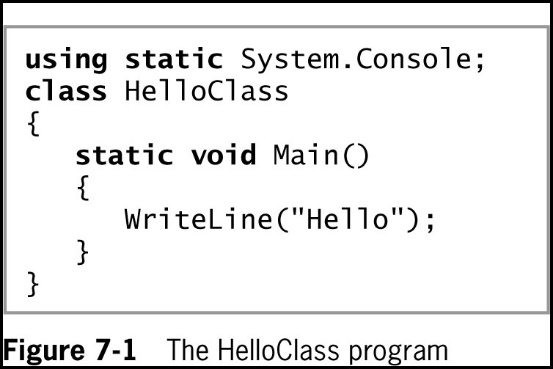 using static System.Console;
class HelloClass
{
   static void Main()
   {
      WriteLine("Hello");
   }
}
Figure 7-1 The HelloClass program